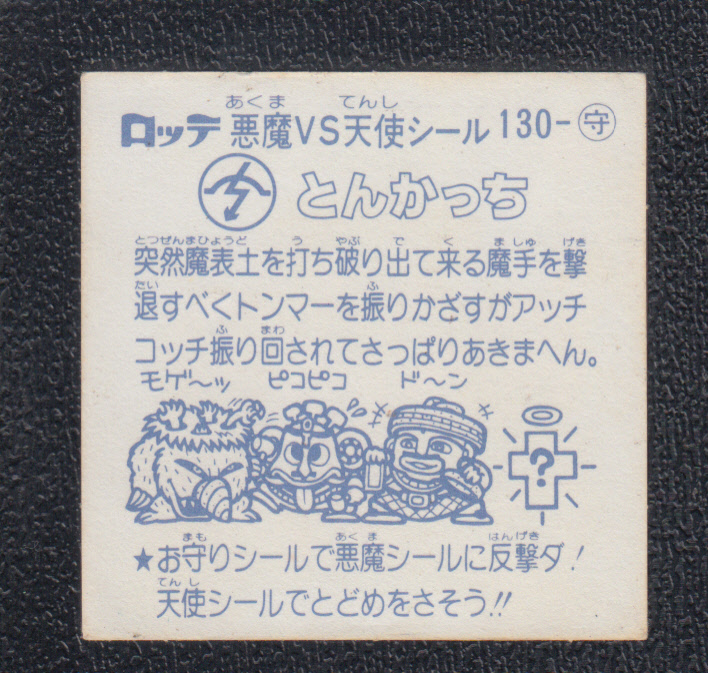 ロッテ 悪魔VS天使シール 130-守
あくま てんし
とんかっち
とつぜんまひょうど う やぶ で く ましゅ げき
突然魔表土を打ち破り出て来る魔手を撃
たい ふ
退すべくトンマーを振りかざすがアッチ
ふ まわ
コッチ振り回されてさっぱりあきまへん。
モゲ〜ッ ピコピコ ド〜ン
?
まも あくま はんげき
★お守りシールで悪魔シールに反撃ダ!
てんし
天使シールでとどめをさそう!!